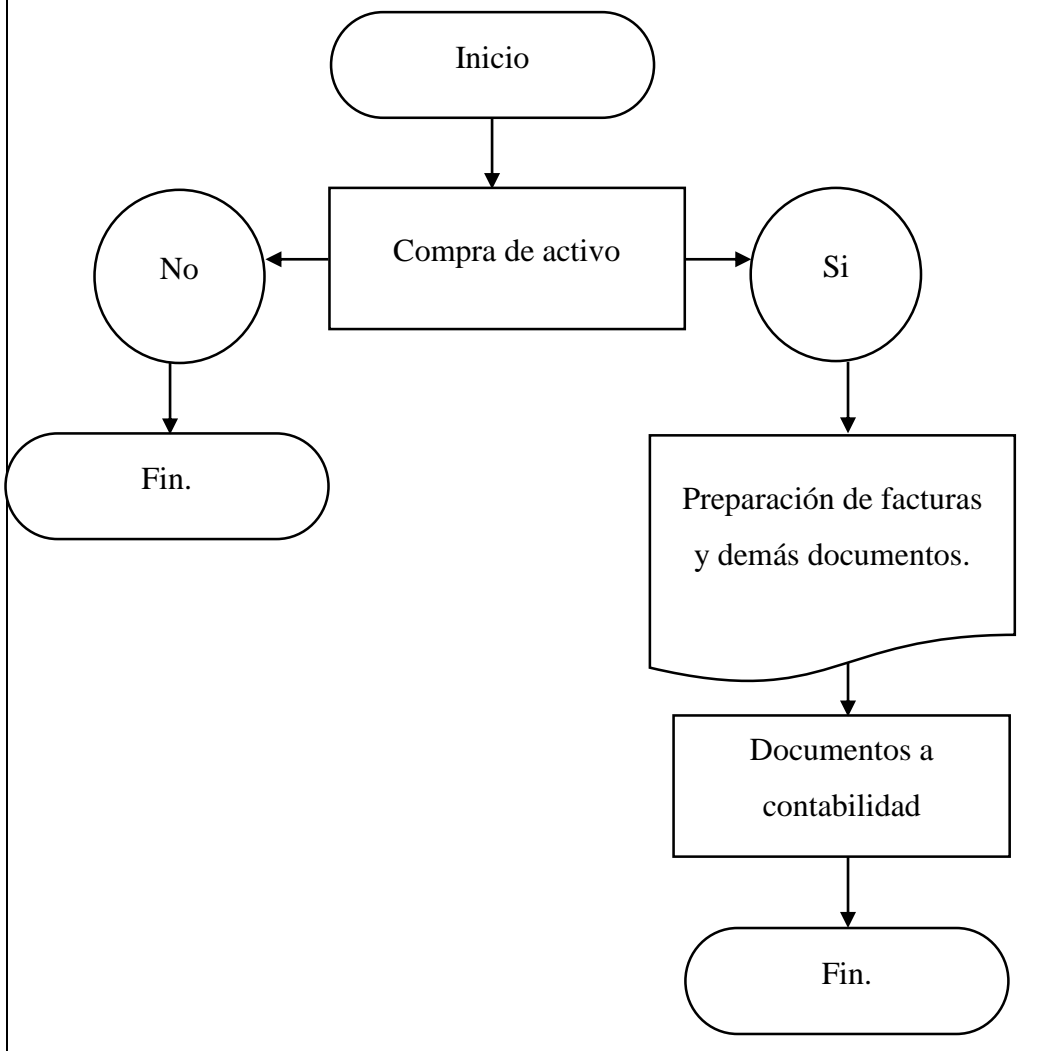 Inicio
No
Compra de activo
Si
Fin.
Preparación de facturas
y demás documentos.
Documentos a
contabilidad
Fin.